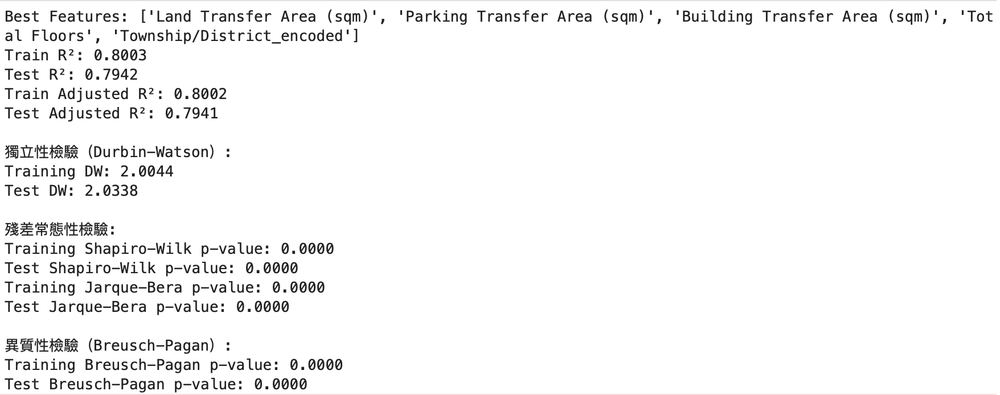 Best Features: ['Land Transfer Area (sqm)', 'Parking Transfer Area (sqm)', 'Building Transfer Area (sqm)', 'Tot
al Floors', 'Township/District_encoded']
Train R²: 0.8003
Test R²: 0.7942
Train Adjusted R²: 0.8002
Test Adjusted R²: 0.7941
獨立性檢驗（Durbin-Watson）:
Training DW: 2.0044
Test DW: 2.0338
殘差常態性檢驗:
Training Shapiro-Wilk p-value: 0.0000
Test Shapiro-Wilk p-value: 0.0000
Training Jarque-Bera p-value: 0.0000
Test Jarque-Bera p-value: 0.0000
異質性檢驗（Breusch-Pagan）:
Training Breusch-Pagan p-value: 0.0000
Test Breusch-Pagan p-value: 0.0000